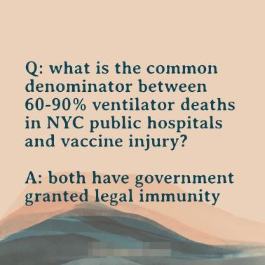 Q: what is the common
denominator between
60-90% ventilator deaths
in NYC public hospitals
and vaccine injury?
A: both have government
granted legal immunity